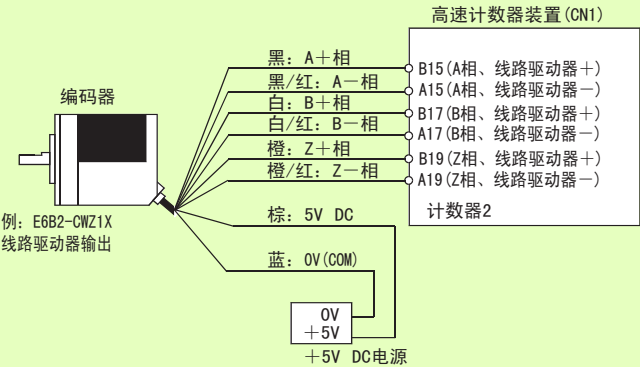 高速计数器装置(CN1)
黑：A＋相
B15(A相、线路驱动器＋)
黑/红：A－相
A15(A相、线路驱动器－)
编码器
白：B＋相
B17(B相、线路驱动器＋)
白/红：B－相
A17(B相、线路驱动器－)
橙：Z＋相
B19(Z相、线路驱动器＋)
橙/红：Z－相
A19(Z相、线路驱动器－)
计数器2
例：E6B2-CWZ1X
线路驱动器输出
棕：5V DC
蓝：0V(COM)
0V
＋5V
＋5V DC电源